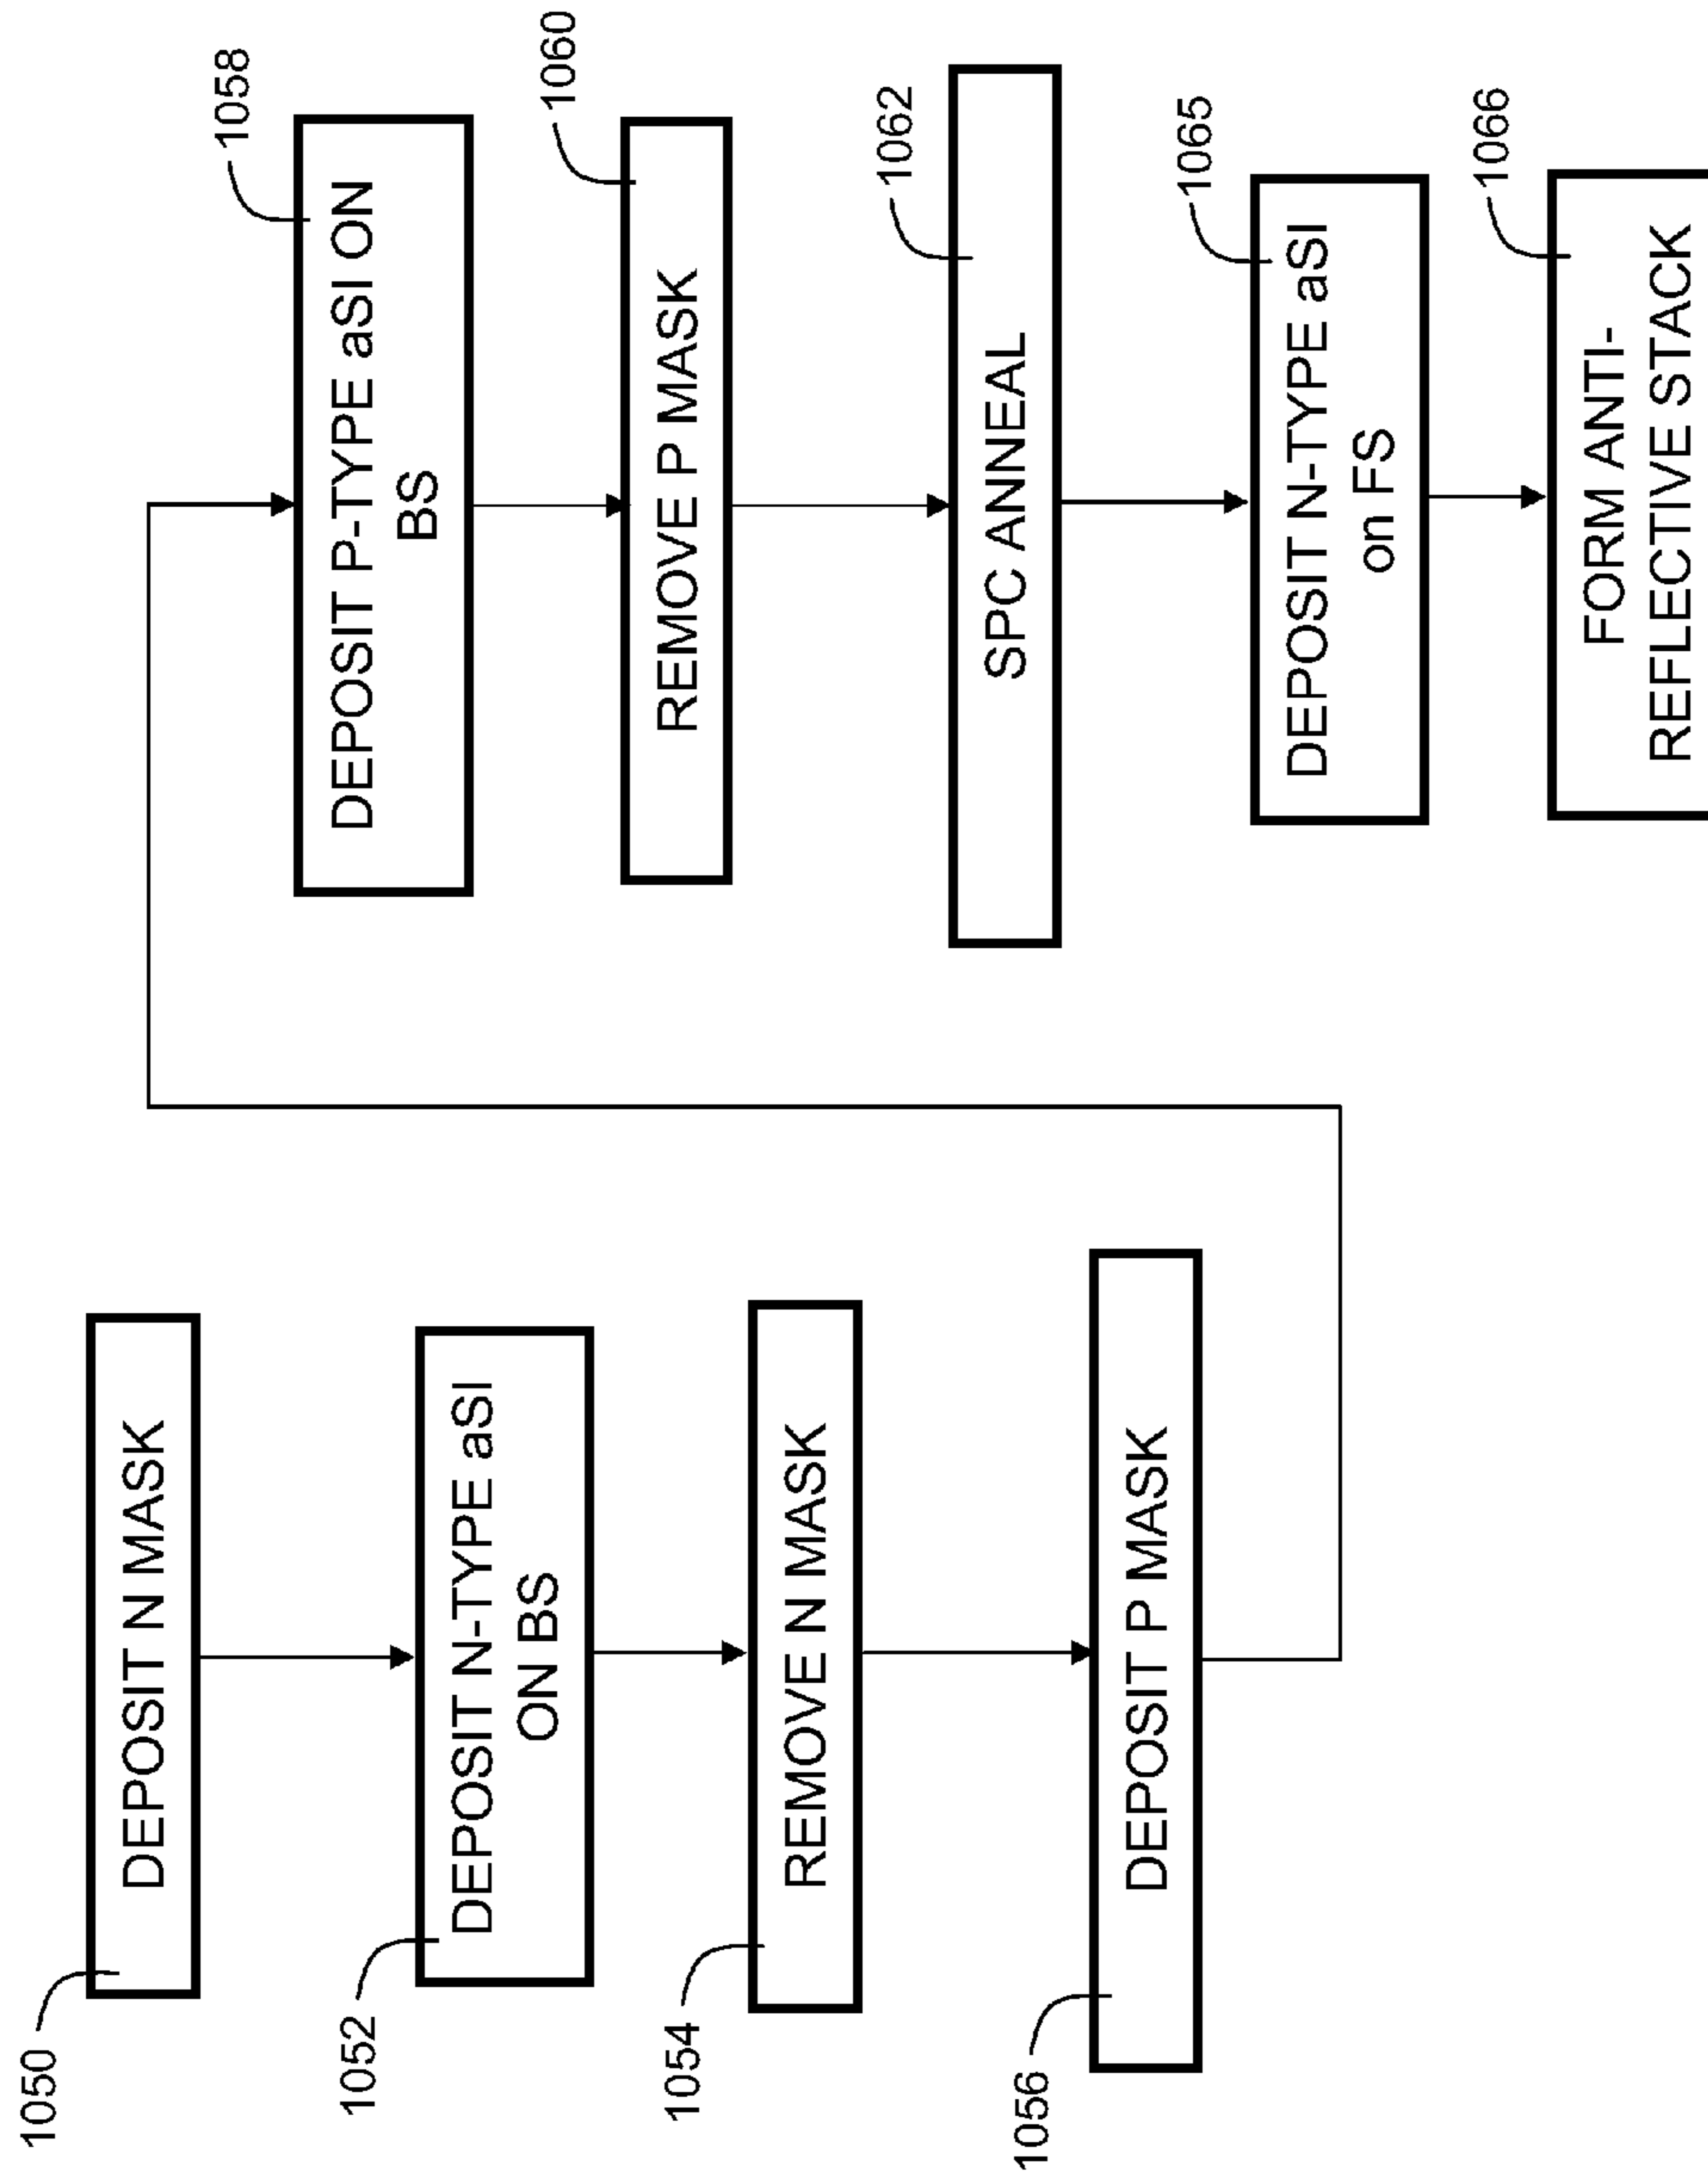 1050
DEPOSIT N MASK
1052
DEPOSIT N-TYPE aSI
ON BS
1054
REMOVE N MASK
1056
DEPOSIT P MASK
1058
DEPOSIT P-TYPE aSI ON
BS
1060
REMOVE P MASK
1062
SPC ANNEAL
1065
DEPOSIT N-TYPE aSI
on FS
1066
FORM ANTI-
REFLECTIVE STACK